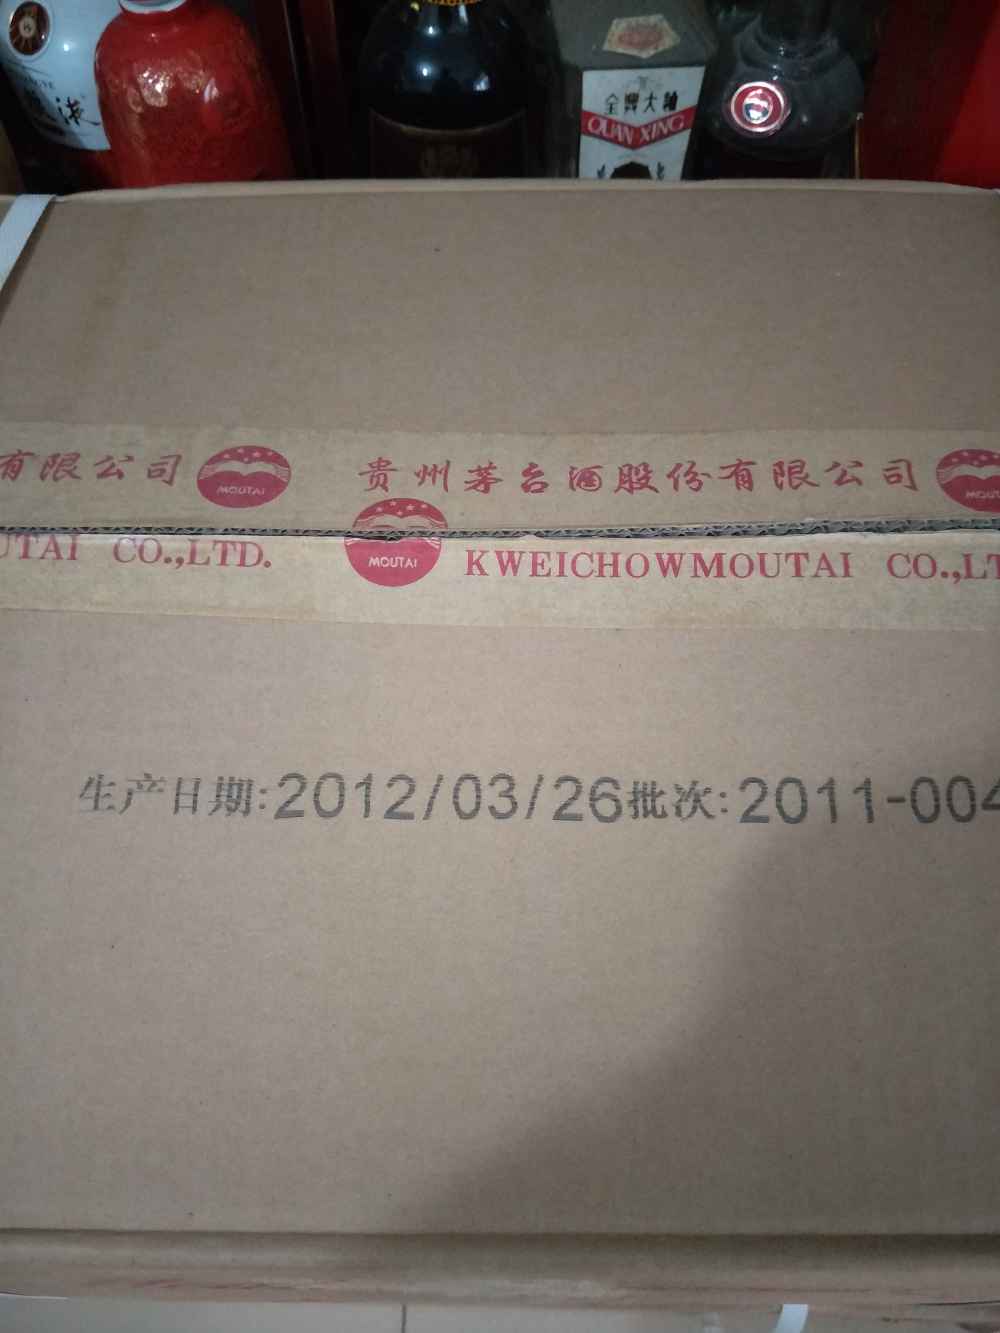 全興大曲
QUAN XING
有限公司 MOUTAI 贵州茅台酒股份有限公司 MOUTAI
UTAI CO.,LTD. MOUTAI KWEICHOWMOUTAI CO.,LT
生产日期:2012/03/26批次:2011-004